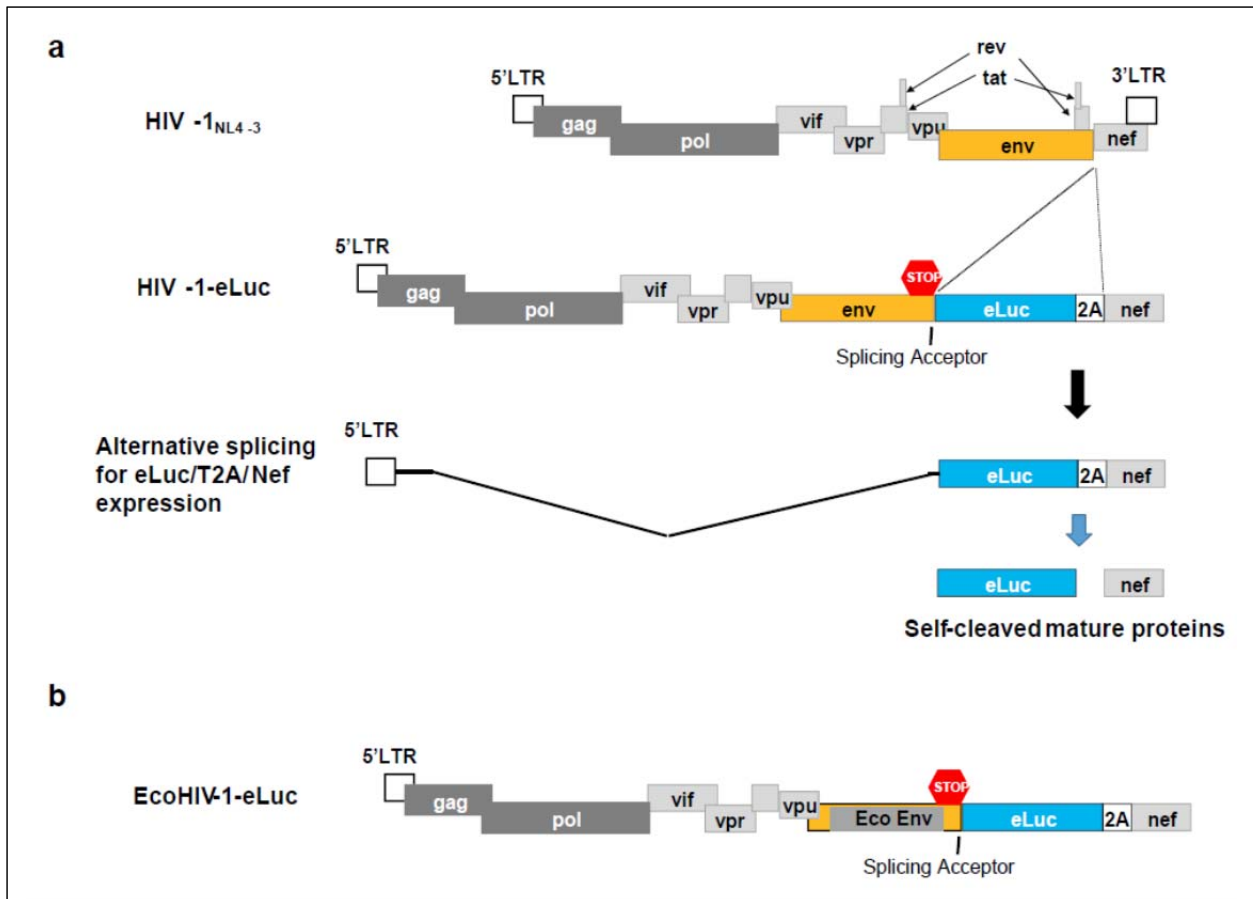 a
rev
tat
5'LTR
3'LTR
HIV -1NL4 -3
gag
pol
vif
vpr
vpu
env
nef
5'LTR
HIV -1-eLuc
gag
pol
vif
vpr
vpu
env
STOP
eLuc
2A
nef
Splicing Acceptor
Alternative splicing
for eLuc/T2A/ Nef
expression
5'LTR
eLuc
2A
nef
eLuc
nef
Self-cleaved mature proteins
b
EcoHIV-1-eLuc
5'LTR
gag
pol
vif
vpr
vpu
Eco Env
STOP
eLuc
2A
nef
Splicing Acceptor